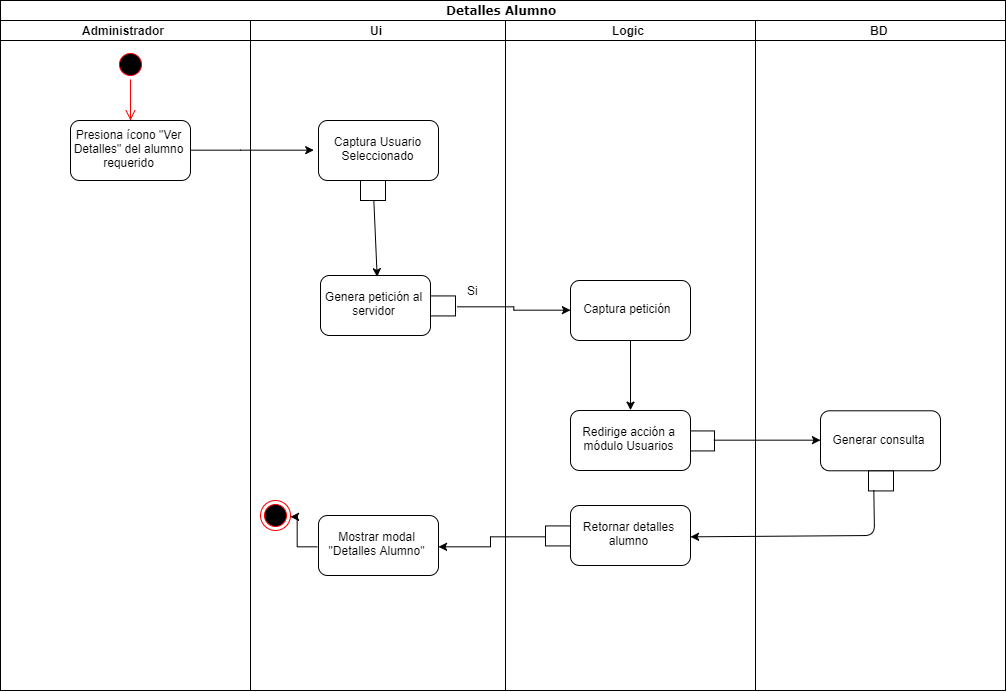 Detalles Alumno
Administrador
Ui
Logic
BD
Presiona ícono "Ver
Detalles" del alumno
requerido
Captura Usuario
Seleccionado
Genera petición al
servidor
Si
Captura petición
Redirige acción a
módulo Usuarios
Generar consulta
Retornar detalles
alumno
Mostrar modal
"Detalles Alumno"